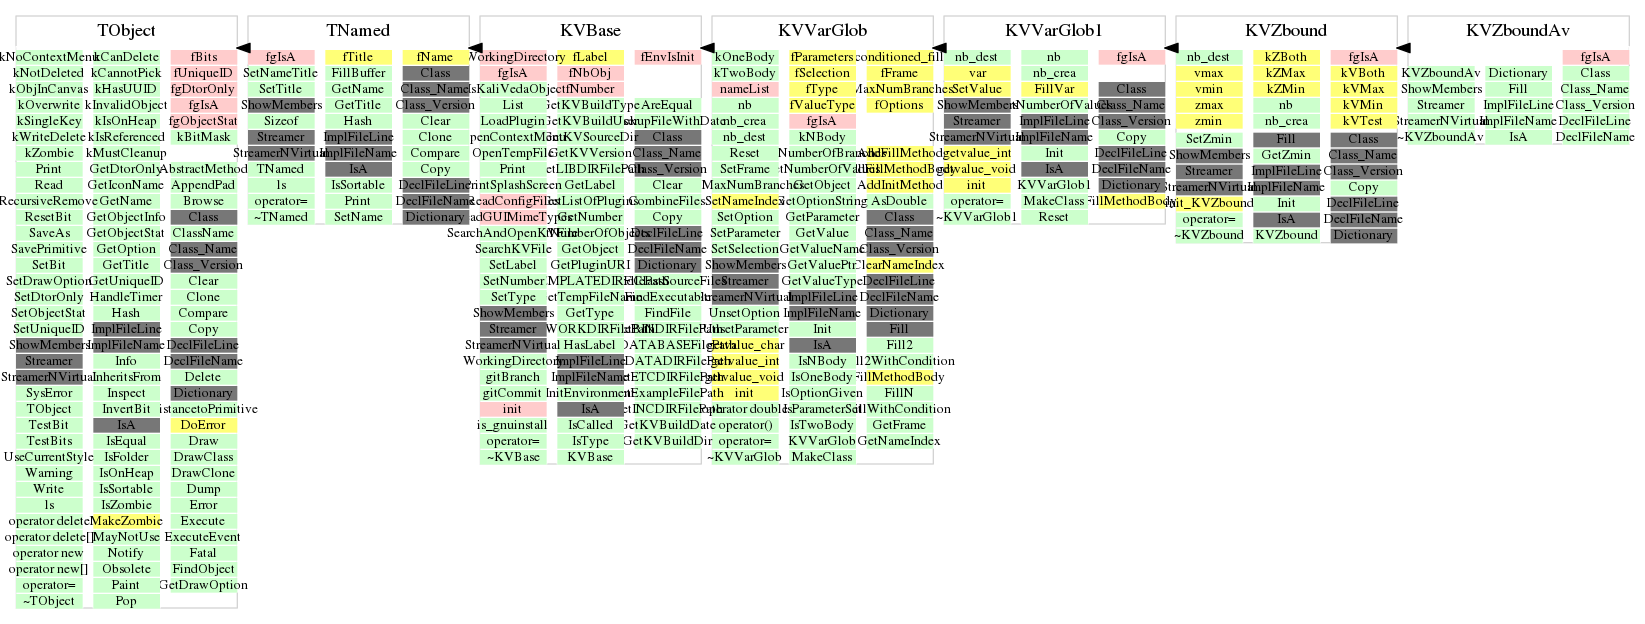 TObject
kNoContextMenu kCanDelete fBits
kNotDeleted kCannotPick fUniqueID
kObjInCanvas kHasUUID fgDtorOnly
kOverwrite kInvalidObject fgIsA
kSingleKey kIsOnHeap fgObjectStat
kWriteDelete kIsReferenced kBitMask
kZombie kMustCleanup
Print GetDtorOnly AbstractMethod
Read GetIconName AppendPad
RecursiveRemove GetName Browse
ResetBit GetObjectInfo Class
SaveAs GetObjectStat ClassName
SavePrimitive GetOption Class_Name
SetBit GetTitle Class_Version
SetDrawOption GetUniqueID Clear
SetDtorOnly HandleTimer Clone
SetObjectStat Hash Compare
SetUniqueID ImplFileLine Copy
ShowMembers ImplFileName DeclFileLine
Streamer Info DeclFileName
StreamerNVirtual InheritsFrom Delete
SysError Inspect Dictionary
TObject InvertBit DistancetoPrimitive
TestBit IsA DoError
TestBits IsEqual Draw
UseCurrentStyle IsFolder DrawClass
Warning IsOnHeap DrawClone
Write IsSortable Dump
ls IsZombie Error
operator delete MakeZombie Execute
operator delete[] MayNotUse ExecuteEvent
operator new Notify Fatal
operator new[] Obsolete FindObject
operator= Paint GetDrawOption
~TObject Pop
TNamed
fgIsA fTitle fName
SetNameTitle FillBuffer Class
SetTitle GetName Class_Name
ShowMembers GetTitle Class_Version
Sizeof Hash Clear
Streamer ImplFileLine Clone
StreamerNVirtual ImplFileName Compare
TNamed IsA Copy
ls IsSortable DeclFileLine
operator= Print DeclFileName
~TNamed SetName Dictionary
KVBase
WorkingDirectory fLabel fEnvIsInit
fgIsA fNbObj
IsKaliVedaObject fNumber
List GetKVBuildType AreEqual
LoadPlugin GetKVBuildUser BackupFileWithDate
OpenContextMenu GetKVSourceDir Class
OpenTempFile GetKVVersion Class_Name
Print GetLIBDIRFilePath Class_Version
PrintSplashScreen GetLabel Clear
ReadConfigFiles GetListOfPlugins CombineFiles
ReadGUIMimeTypes GetNumber Copy
SearchAndOpenKVFile GetNumberOfObjects DeclFileLine
SearchKVFile GetObject DeclFileName
SetLabel GetPluginURI Dictionary
SetNumber GetTEMPLATEDIRFilePath FindClassSourceFiles
SetType GetTempFileName FindExecutable
ShowMembers GetType FindFile
Streamer GetWORKDIRFilePath GetBINDIRFilePath
StreamerNVirtual HasLabel GetDATABASEFilePath
WorkingDirectory ImplFileLine GetDATADIRFilePath
gitBranch ImplFileName GetETCDIRFilePath
gitCommit InitEnvironment GetExampleFilePath
init IsA GetINCDIRFilePath
is_gnuinstall IsCalled GetKVBuildDate
operator= IsType GetKVBuildDir
~KVBase KVBase
KVVarGlob
kOneBody fParameters conditioned_fill
kTwoBody fSelection fFrame
nameList fType fMaxNumBranches
nb fValueType fOptions
nb_crea fgIsA
nb_dest kNBody
Reset GetNumberOfBranches AddFillMethod
SetFrame GetNumberOfValues AddFillMethodBody
MaxNumBranches GetObject AddInitMethod
SetNameIndex GetOptionString AsDouble
SetOption GetParameter Class
SetParameter GetValue Class_Name
SetSelection GetValueName Class_Version
ShowMembers GetValuePtr ClearNameIndex
Streamer GetValueType DeclFileLine
StreamerNVirtual ImplFileLine DeclFileName
UnsetOption ImplFileName Dictionary
UnsetParameter Init Fill
getvalue_char IsA Fill2
getvalue_int IsNBody Fill2WithCondition
getvalue_void IsOneBody FillMethodBody
init IsOptionGiven FillN
operator double IsParameterSet FillWithCondition
operator() IsTwoBody GetFrame
operator= KVVarGlob GetNameIndex
~KVVarGlob MakeClass
KVVarGlob1
nb_dest nb fgIsA
var nb_crea
SetValue FillVar Class
ShowMembers GetNumberOfValues Class_Name
Streamer ImplFileLine Class_Version
StreamerNVirtual ImplFileName Copy
getvalue_int Init DeclFileLine
getvalue_void IsA DeclFileName
init KVVarGlob1 Dictionary
operator= MakeClass FillMethodBody
~KVVarGlob1 Reset
KVZbound
nb_dest kZBoth fgIsA
vmax kZMax kVBoth
vmin kZMin kVMax
zmax nb kVMin
zmin nb_crea kVTest
SetZmin Fill Class
ShowMembers GetZmin Class_Name
Streamer ImplFileLine Class_Version
StreamerNVirtual ImplFileName Copy
init_KVZbound Init DeclFileLine
operator= IsA DeclFileName
~KVZbound KVZbound Dictionary
KVZboundAv
fgIsA
KVZboundAv Dictionary Class
ShowMembers Fill Class_Name
Streamer ImplFileLine Class_Version
StreamerNVirtual ImplFileName DeclFileLine
~KVZboundAv IsA DeclFileName